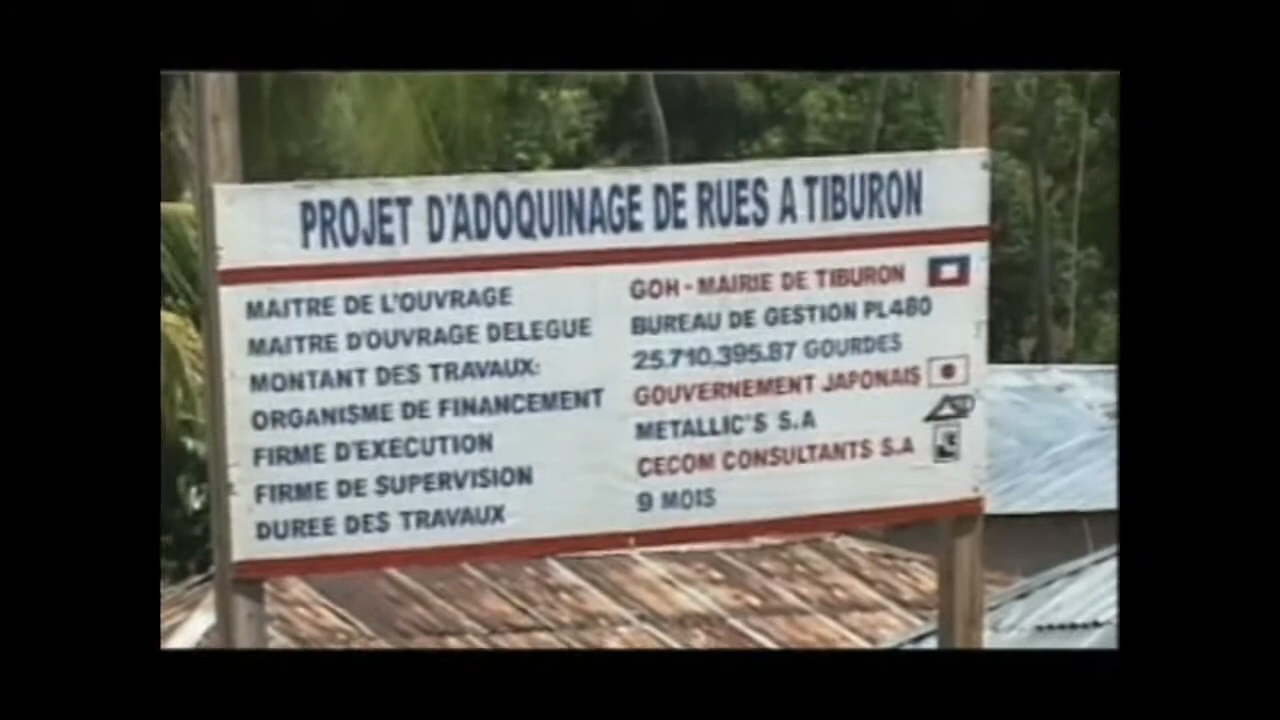 PROJET D'ADOQUINAGE DE RUES A TIBURON
MAITRE DE L'OUVRAGE GOH - MAIRIE DE TIBURON
MAITRE D'OUVRAGE DELEGUE BUREAU DE GESTION PL480
MONTANT DES TRAVAUX: 25.710,395.87 GOURDES
ORGANISME DE FINANCEMENT GOUVERNEMENT JAPONAIS
FIRME D'EXECUTION METALLIC'S S.A
FIRME DE SUPERVISION CECOM CONSULTANTS S.A
DUREE DES TRAVAUX 9 MOIS